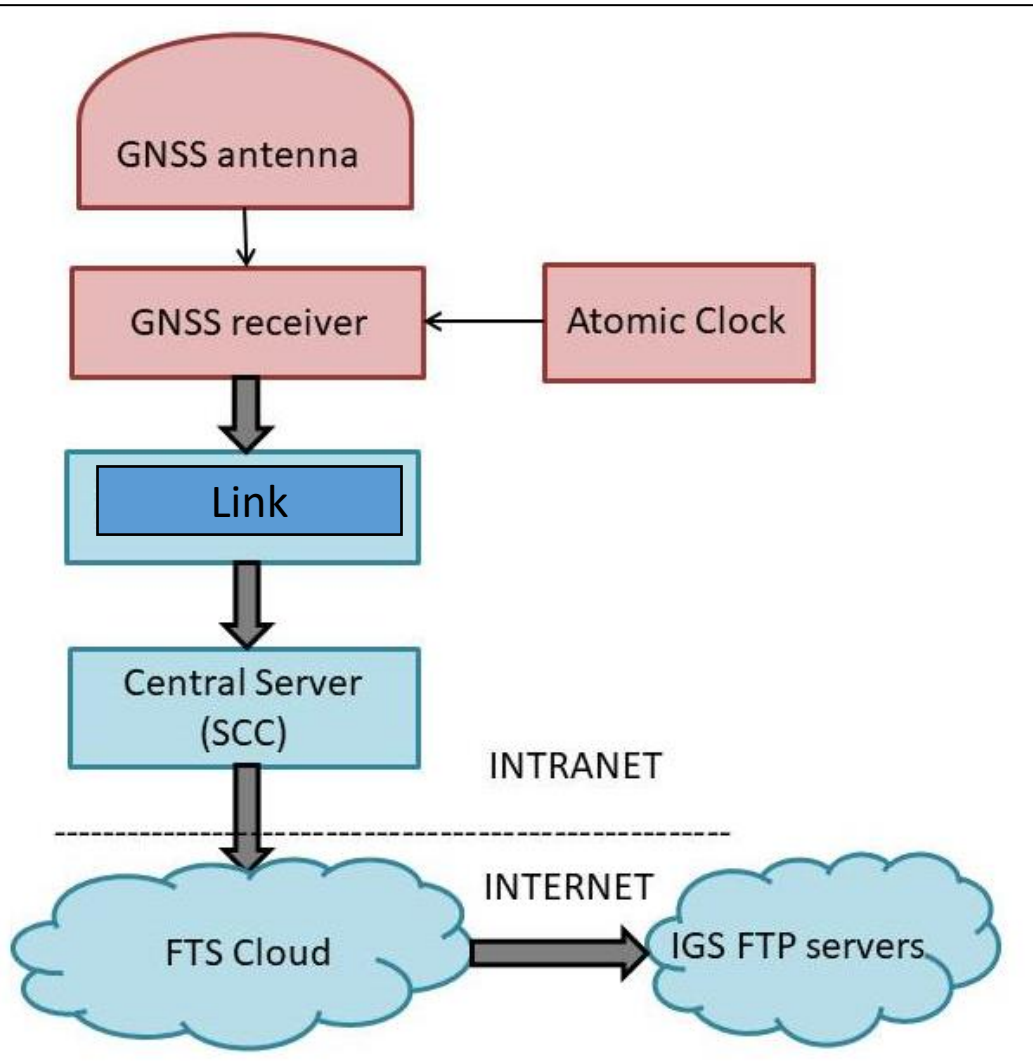 GNSS antenna
GNSS receiver
Atomic Clock
Link
Central Server
(SCC)
INTRANET
INTERNET
FTS Cloud
IGS FTP servers